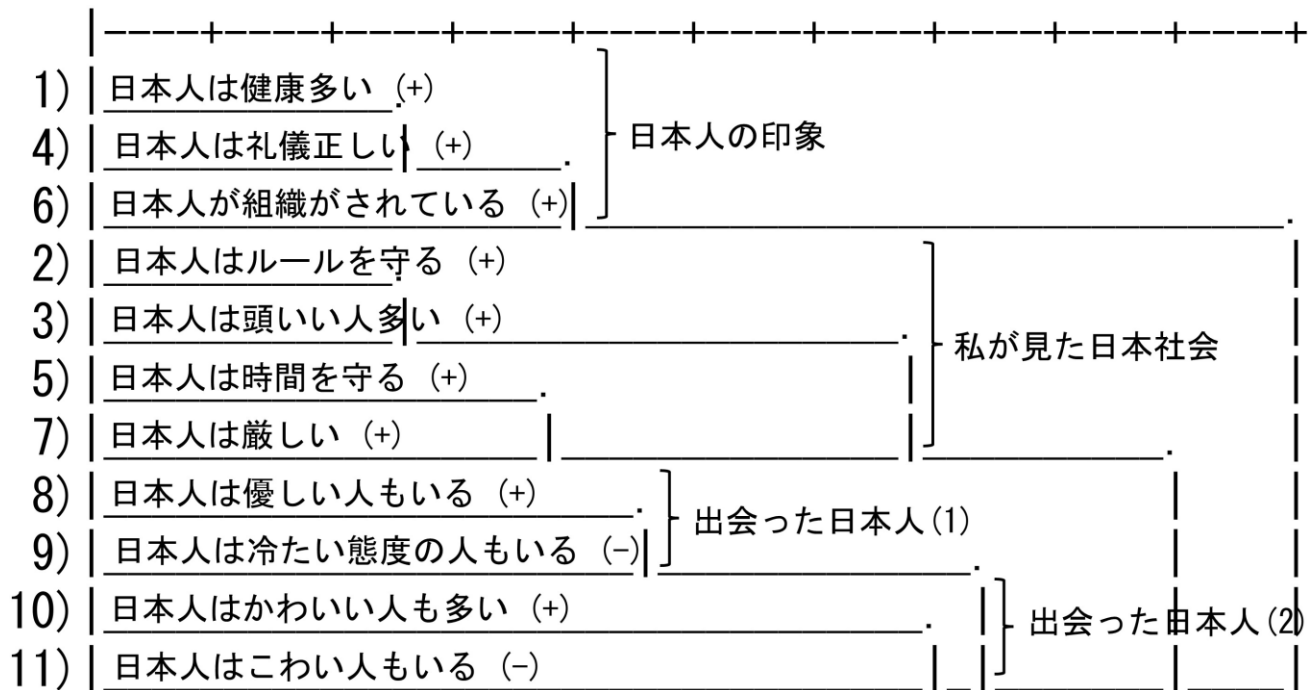 1) 日本人は健康多い (+)
4) 日本人は礼儀正しい (+)
日本人の印象
6) 日本人が組織がされている (+)
2) 日本人はルールを守る (+)
3) 日本人は頭いい人多い (+)
私が見た日本社会
5) 日本人は時間を守る (+)
7) 日本人は厳しい (+)
8) 日本人は優しい人もいる (+)
出会った日本人(1)
9) 日本人は冷たい態度の人もいる (-)
10) 日本人はかわいい人も多い (+)
出会った日本人(2)
11) 日本人はこわい人もいる (-)